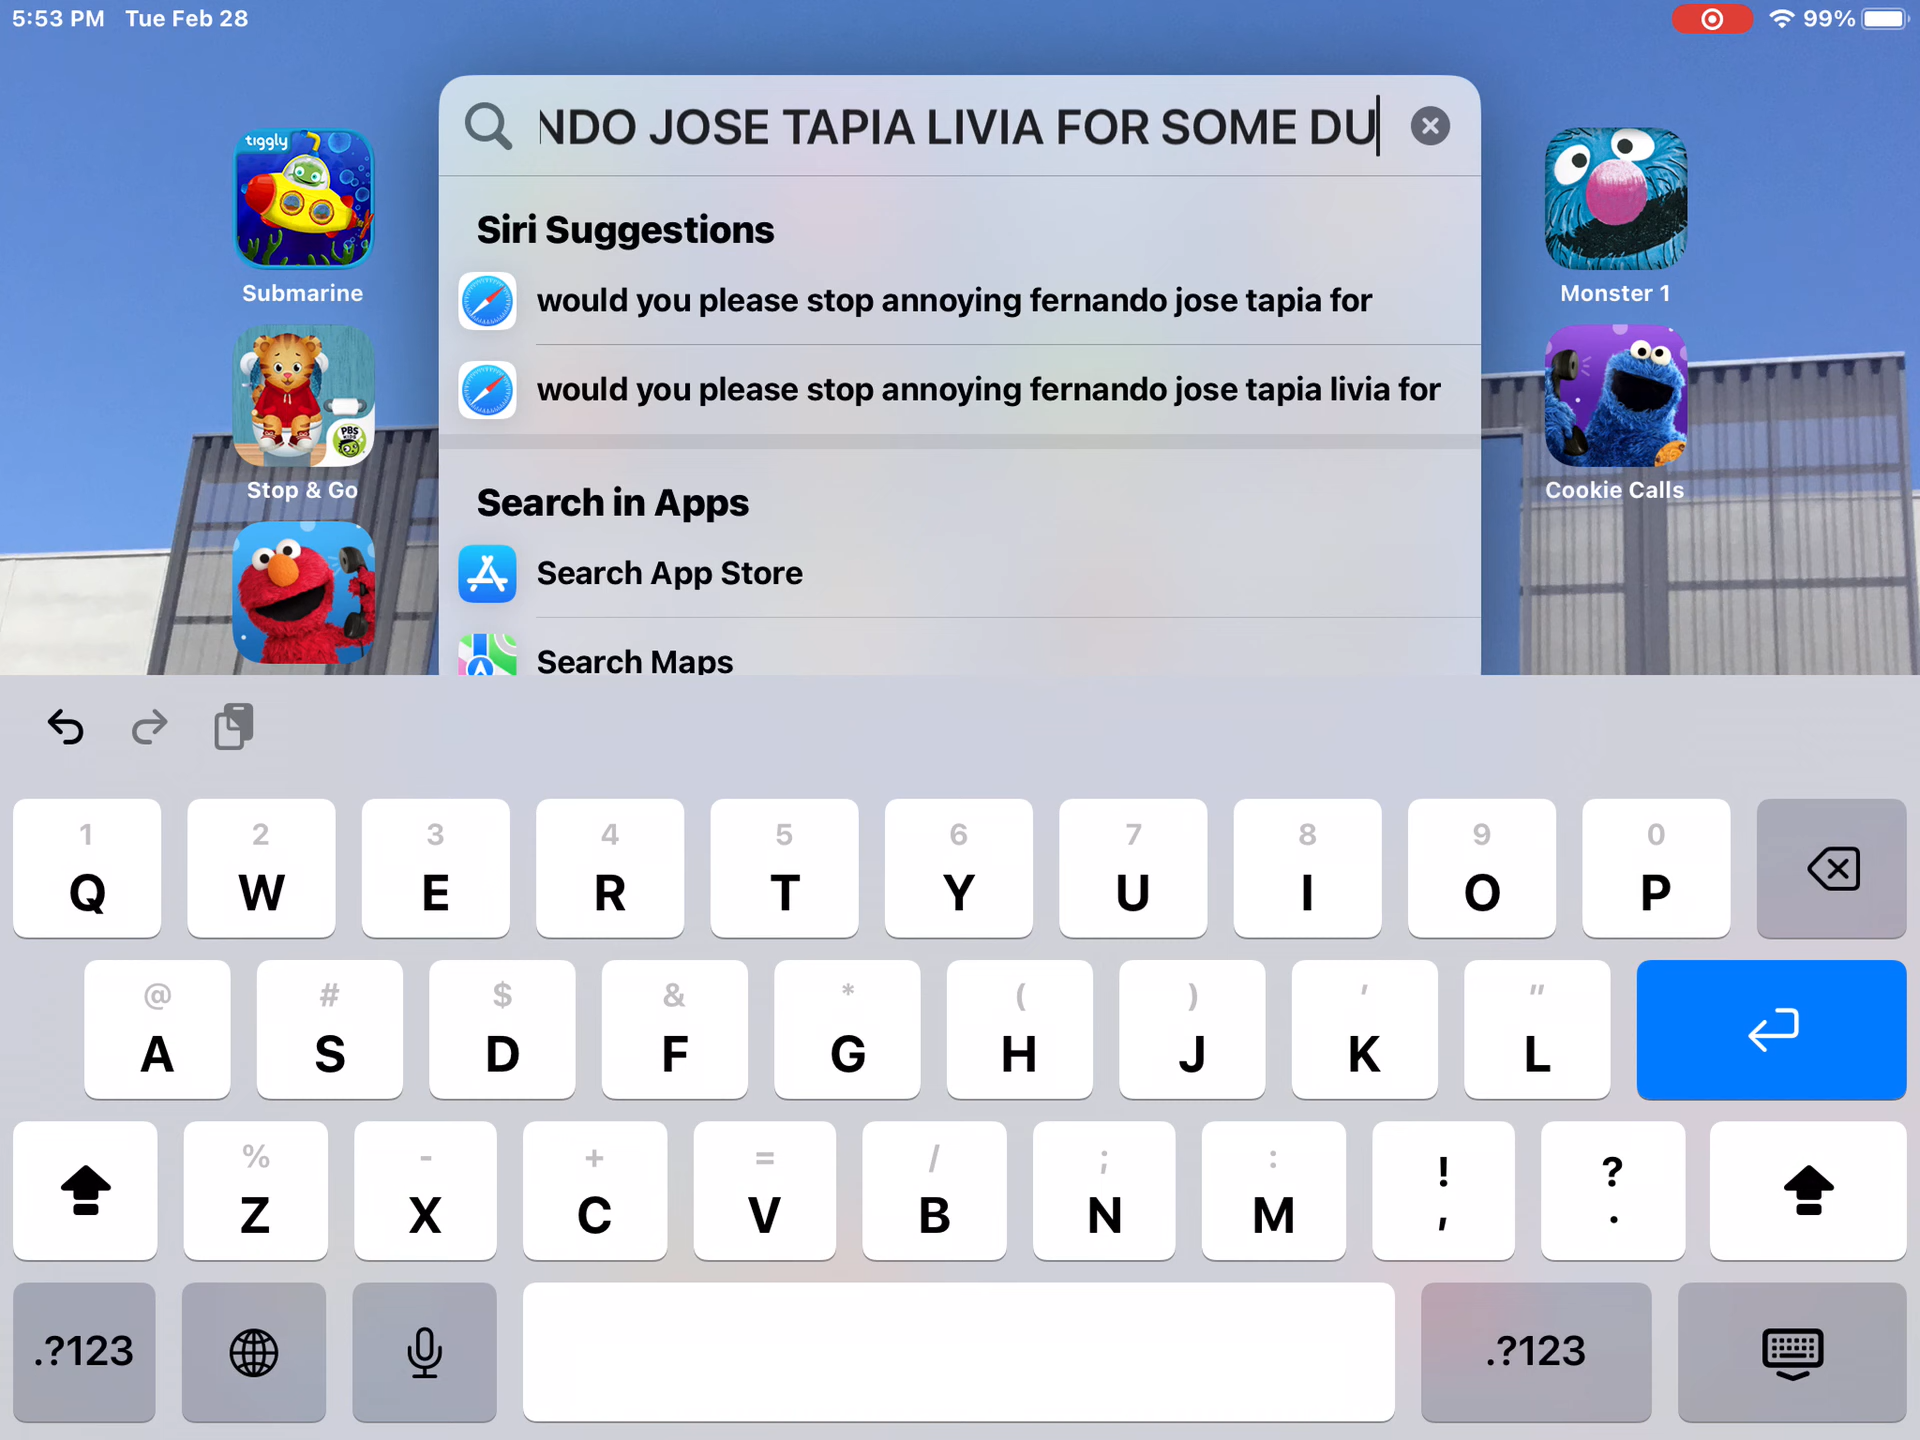 5:53 PM Tue Feb 28
99%
NDO JOSE TAPIA LIVIA FOR SOME DU
tiggly
Submarine
PBS KIDS
Stop & Go
Monster 1
Cookie Calls
Siri Suggestions
would you please stop annoying fernando jose tapia for
would you please stop annoying fernando jose tapia livia for
Search in Apps
Search App Store
Search Maps
1 2 3 4 5 6 7 8 9 0
Q W E R T Y U I O P
@ # $ & * ( ) ' "
A S D F G H J K L
% - + = / ; : ! ?
Z X C V B N M , .
.?123 .?123